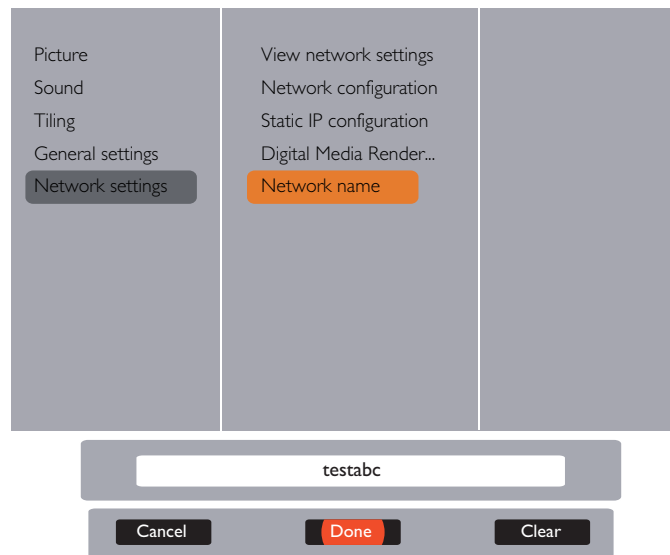 Picture
Sound
Tiling
General settings
Network settings
View network settings
Network configuration
Static IP configuration
Digital Media Render...
Network name
testabc
Cancel
Done
Clear